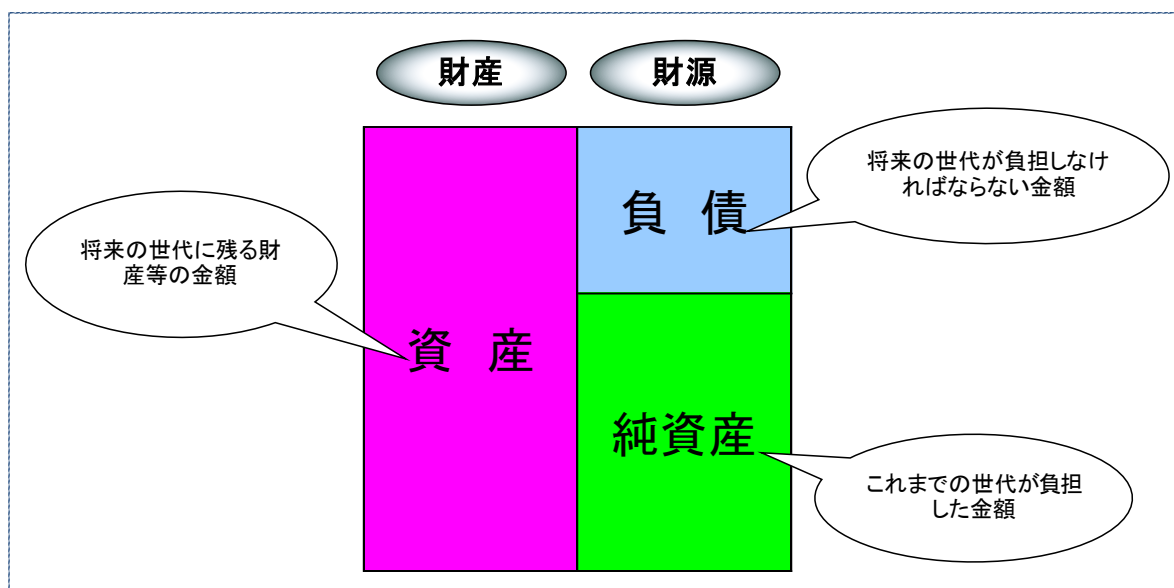 財産
財源
将来の世代が負担しなけ
ればならない金額
負 債
将来の世代に残る財
産等の金額
資 産
純資産
これまでの世代が負担
した金額